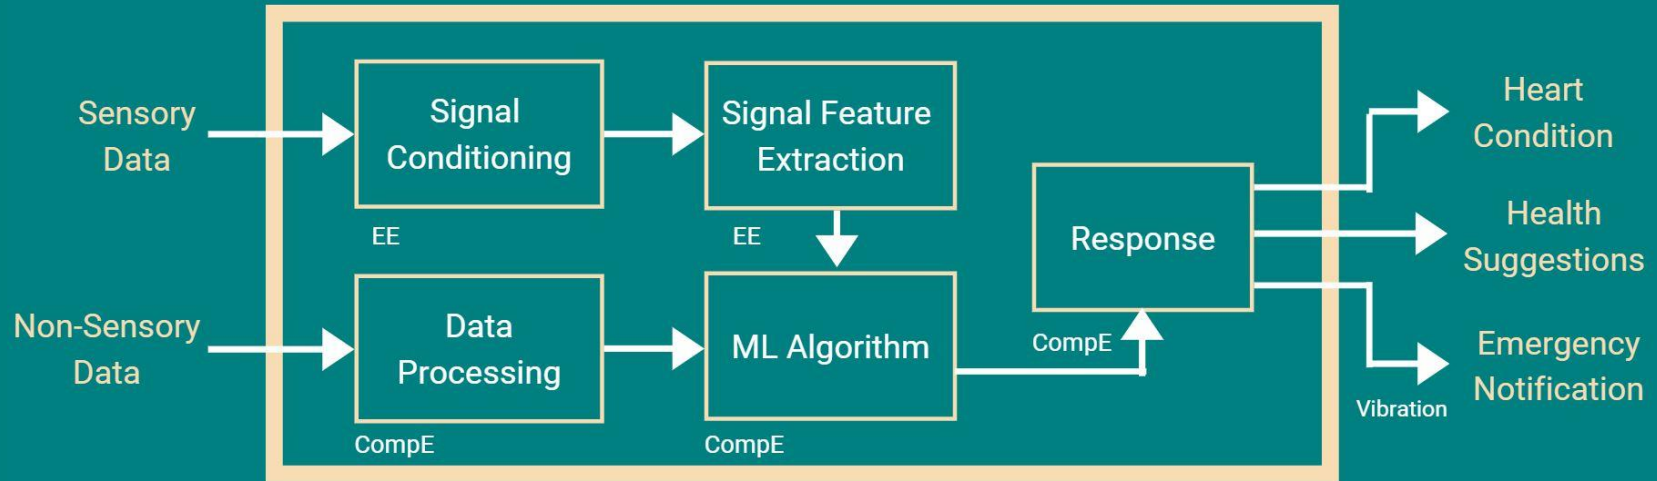 Sensory
Data
Signal
Conditioning
EE
Signal Feature
Extraction
EE
Non-Sensory
Data
Data
Processing
CompE
ML Algorithm
CompE
Response
CompE
Heart
Condition
Health
Suggestions
Emergency
Notification
Vibration